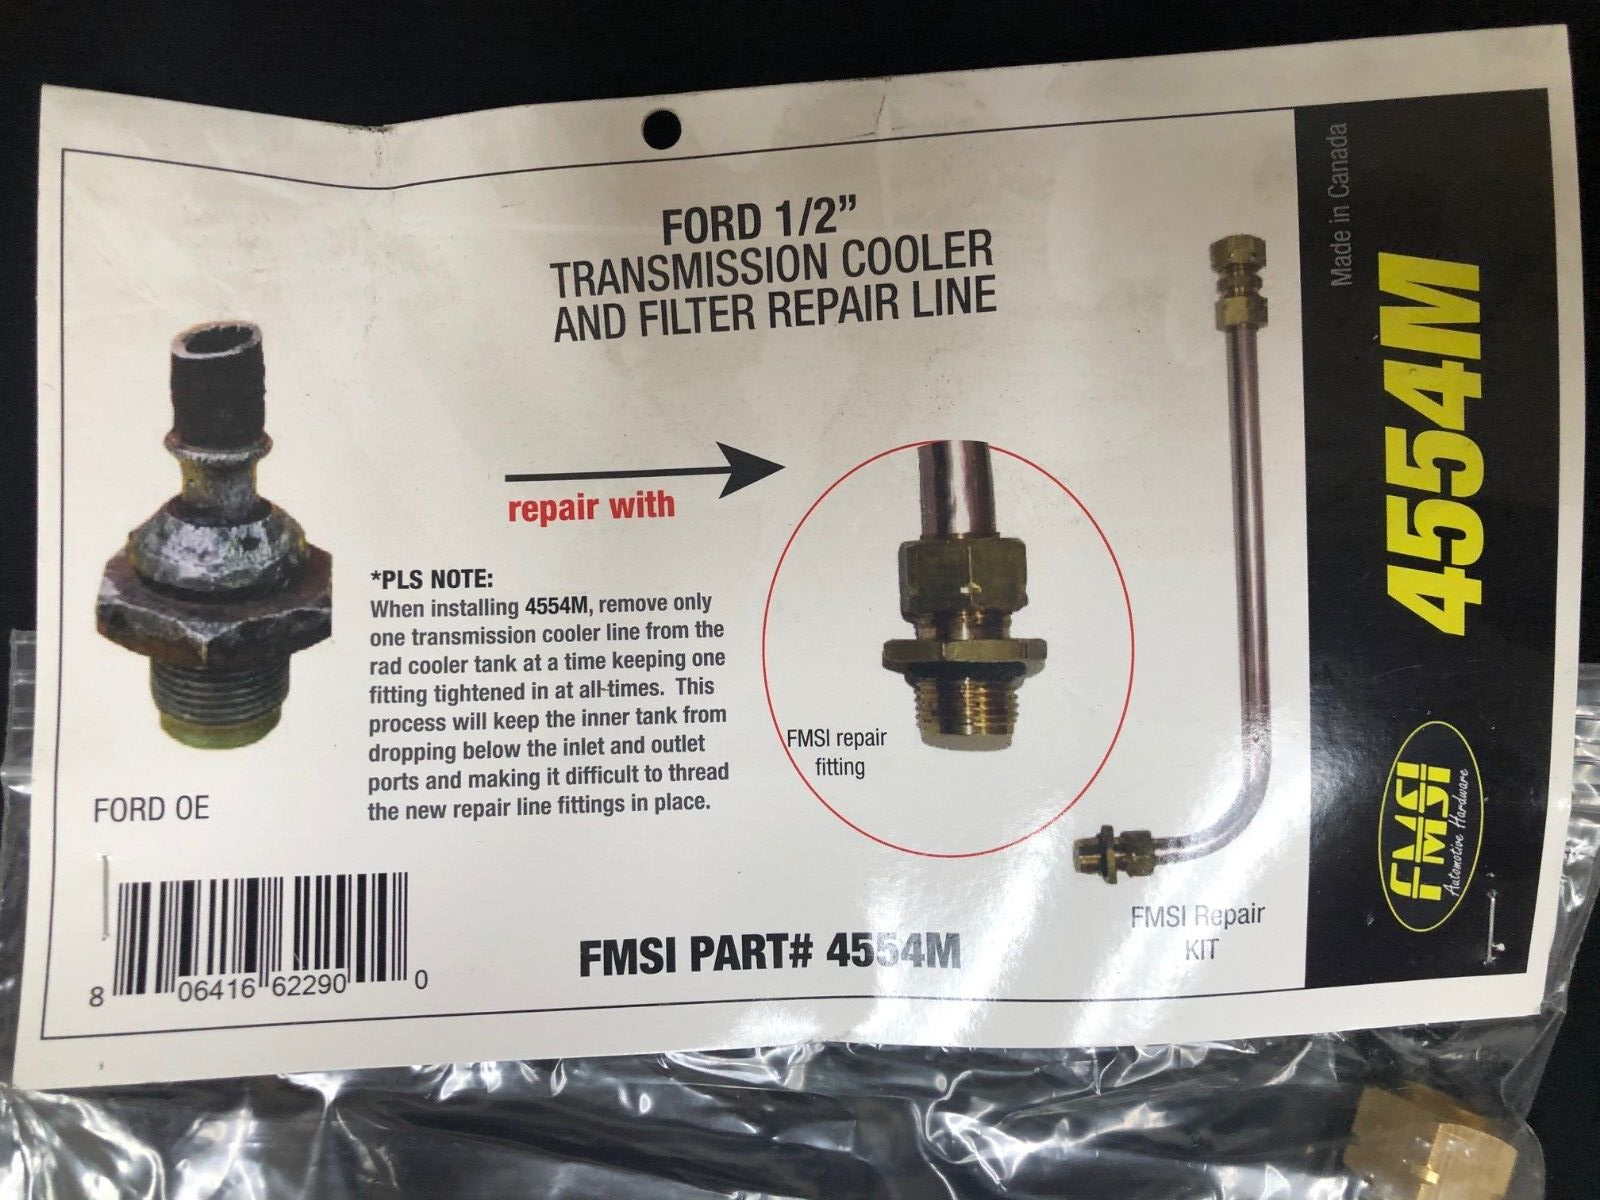 FORD 1/2”
TRANSMISSION COOLER
AND FILTER REPAIR LINE
repair with
*PLS NOTE:
When installing 4554M, remove only
one transmission cooler line from the
rad cooler tank at a time keeping one
fitting tightened in at all-times. This
process will keep the inner tank from
dropping below the inlet and outlet
ports and making it difficult to thread
the new repair line fittings in place.
FORD OE
FMSI repair
fitting
8 06416 62290 0
FMSI PART# 4554M
FMSI Repair
KIT
Made in Canada
4554M
FMSI
Automotive Hardware